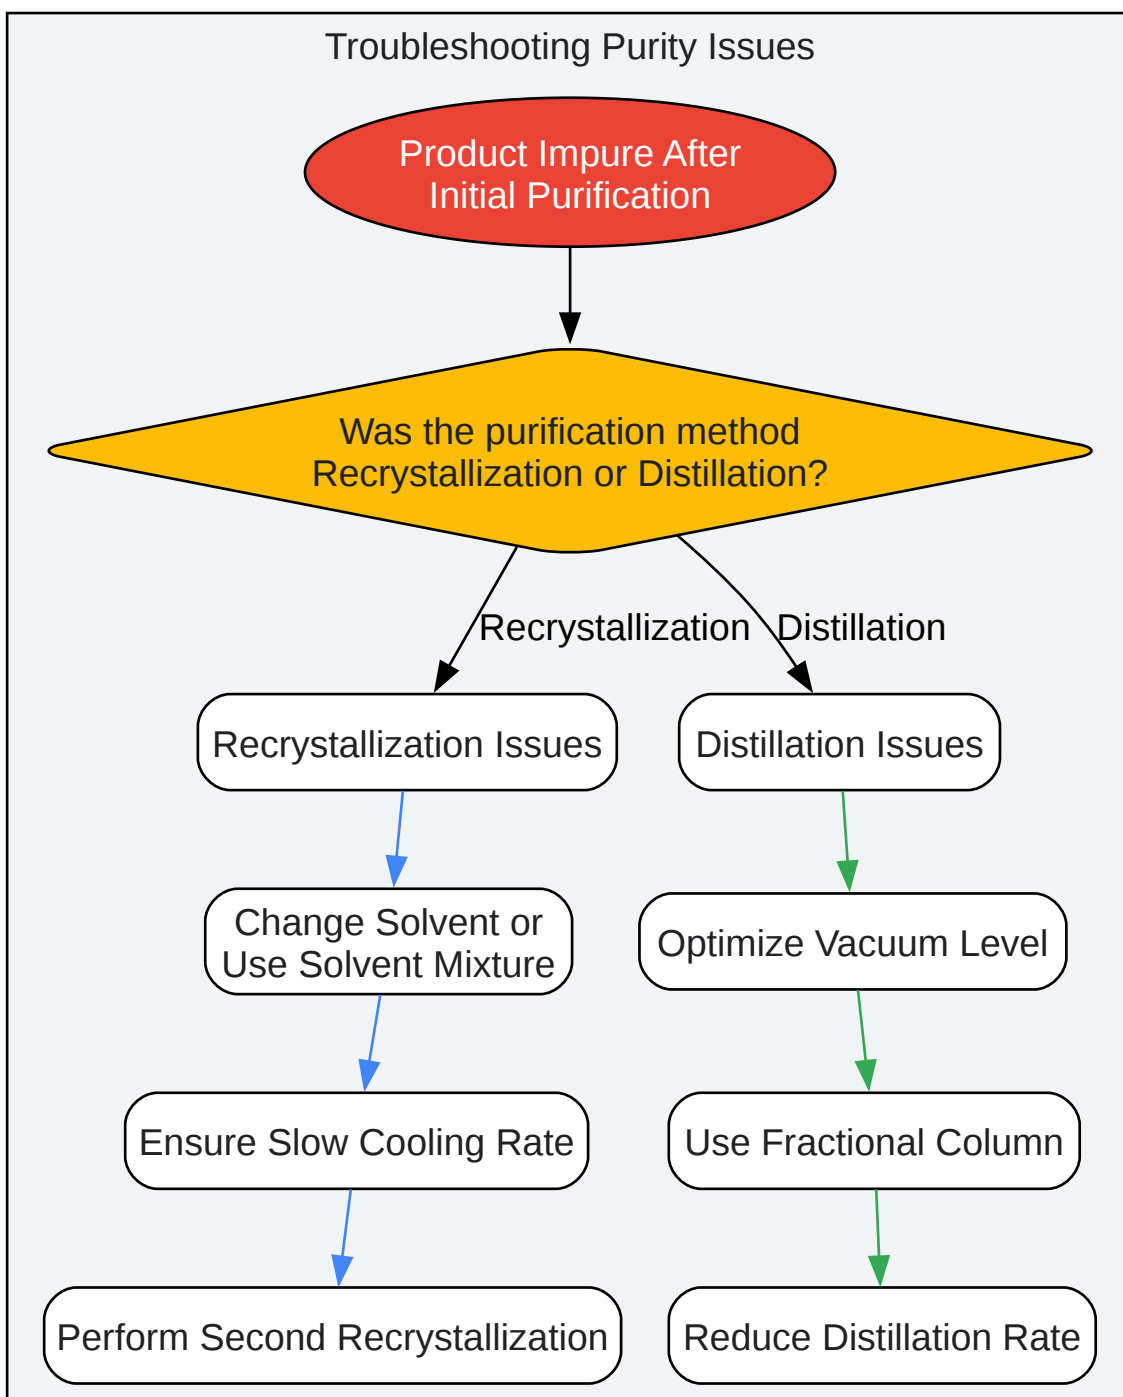 Troubleshooting Purity Issues
Product Impure After
Initial Purification
Was the purification method
Recrystallization or Distillation?
Recrystallization
Distillation
Recrystallization Issues
Distillation Issues
Change Solvent or
Use Solvent Mixture
Optimize Vacuum Level
Ensure Slow Cooling Rate
Use Fractional Column
Perform Second Recrystallization
Reduce Distillation Rate